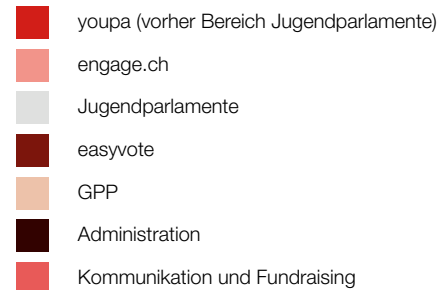 youpa (vorher Bereich Jugendparlamente)
engage.ch
Jugendparlamente
easyvote
GPP
Administration
Kommunikation und Fundraising